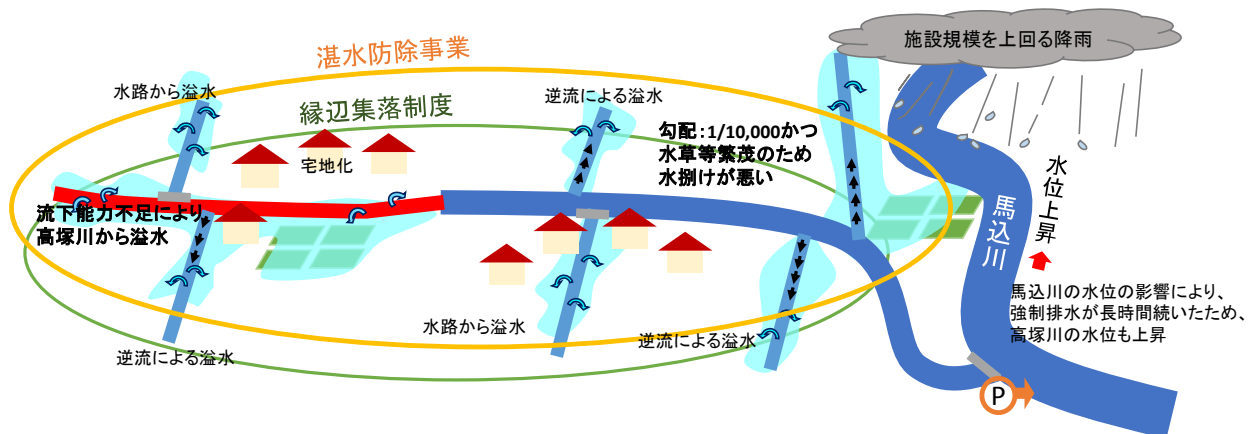 湛水防除事業
施設規模を上回る降雨
水路から溢水
縁辺集落制度
逆流による溢水
勾配：1/10,000かつ
水草等繁茂のため
水捌けが悪い
宅地化
水位上昇
馬込川
流下能力不足により
高塚川から溢水
馬込川の水位の影響により、
強制排水が長時間続いたため、
高塚川の水位も上昇
水路から溢水
逆流による溢水
逆流による溢水
P